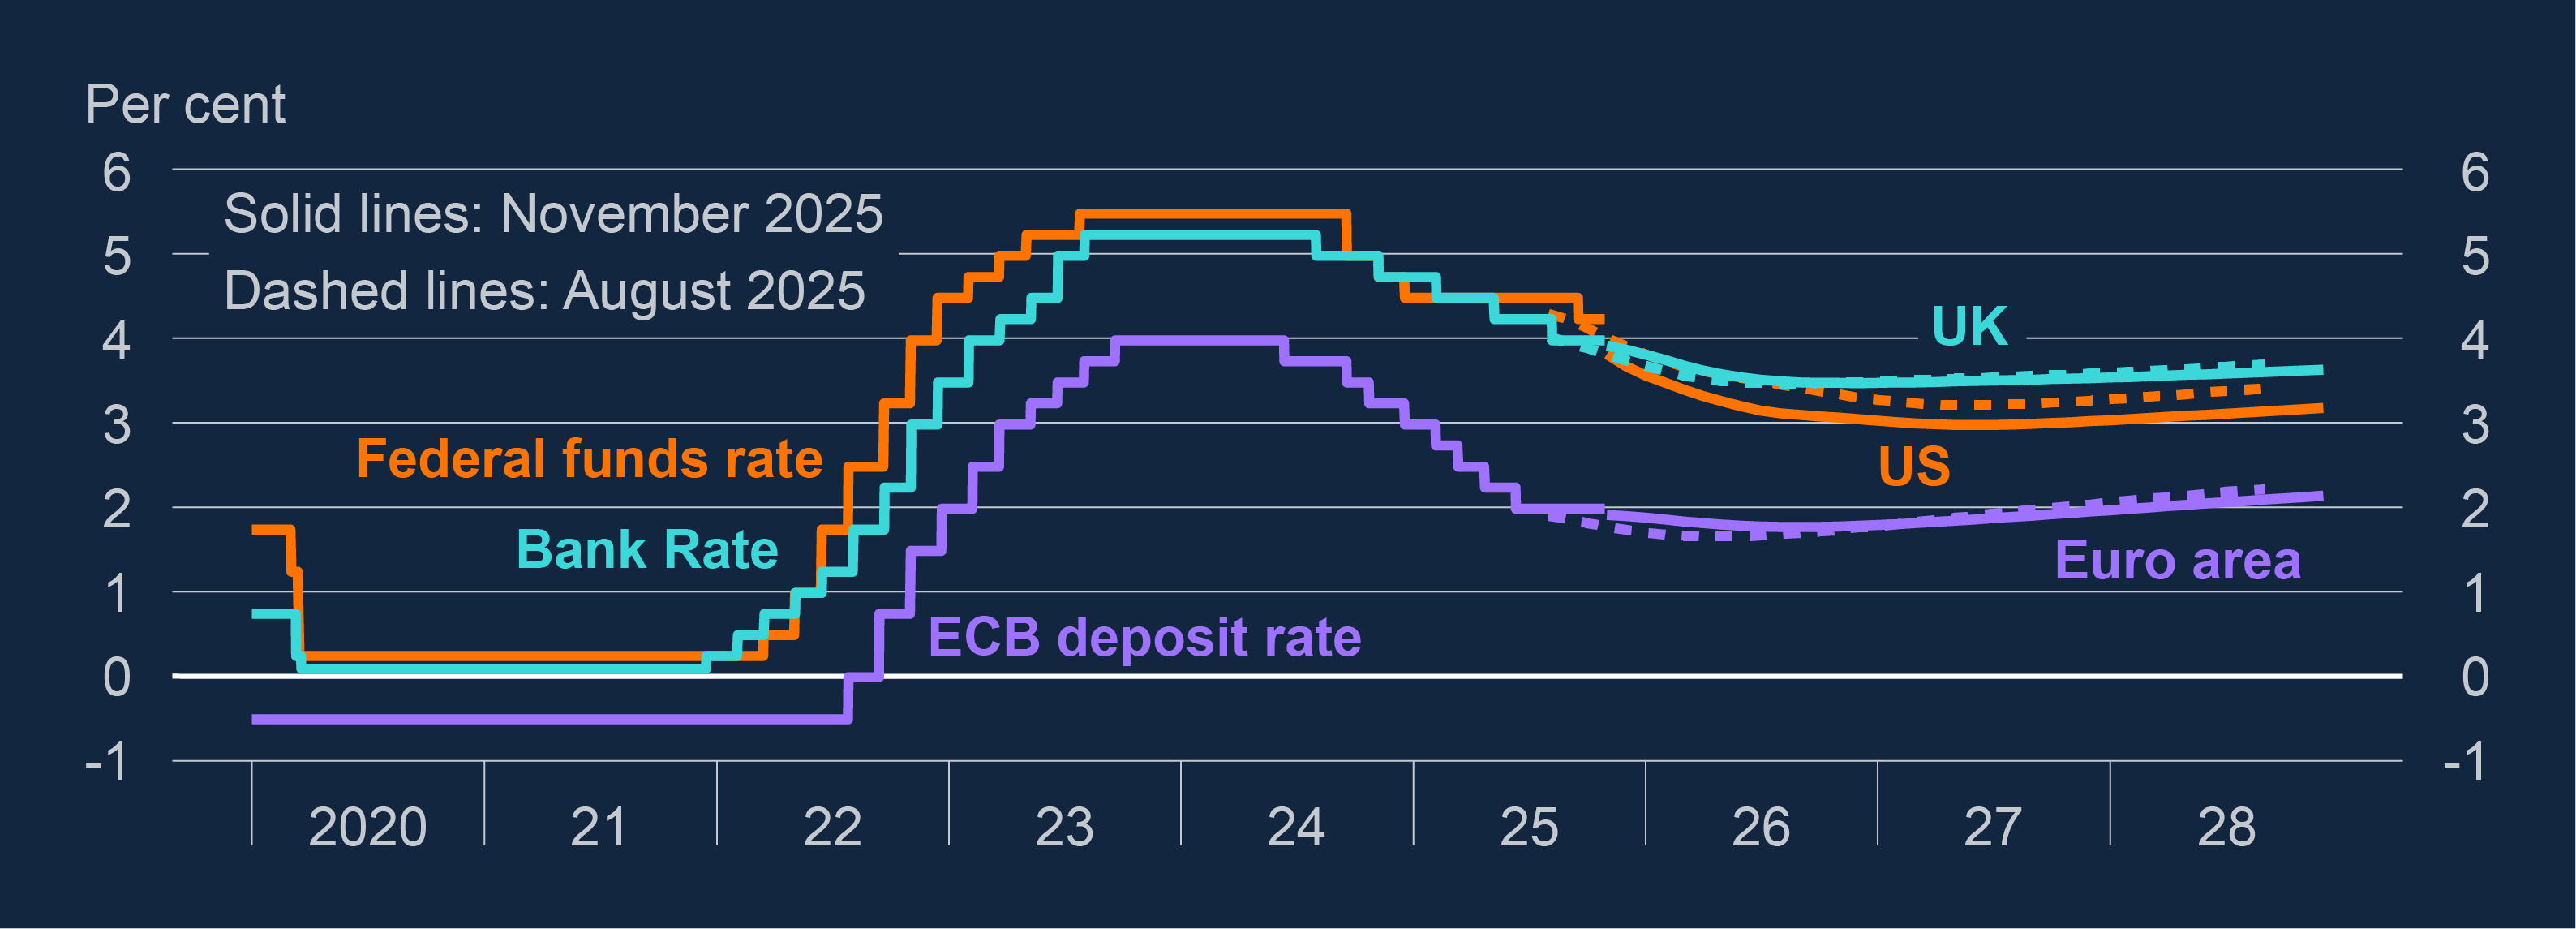 Per cent
6 6
Solid lines: November 2025
5 5
Dashed lines: August 2025
4 UK 4
3 Federal funds rate US 3
2 2
Bank Rate Euro area
1 1
ECB deposit rate
0 0
-1 -1
2020 21 22 23 24 25 26 27 28